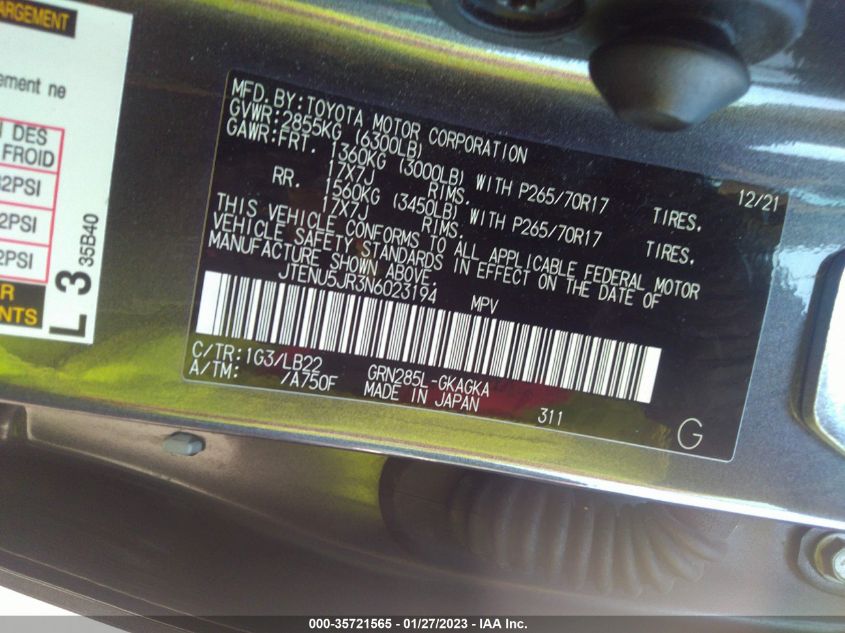 ARGEMENT
ement ne
DES
FROID
2PSI
2PSI
2PSI
R
ENTS
L 3
35B40
MFD. BY: TOYOTA MOTOR CORPORATION 12/21
GVWR: 2855KG (6300LB)
GAWR: FRT. 1360KG (3000LB) WITH P265/70R17 TIRES.
17X7J RIMS.
RR. 1560KG (3450LB) WITH P265/70R17 TIRES.
17X7J RIMS.
THIS VEHICLE CONFORMS TO ALL APPLICABLE FEDERAL MOTOR
VEHICLE SAFETY STANDARDS IN EFFECT ON THE DATE OF
MANUFACTURE SHOWN ABOVE.
JTENU5JR3N6023194 MPV
C/TR: 1G3/LB22 GRN285L-GKAGKA
A/TM: /A750F MADE IN JAPAN 311
G
000-35721565 - 01/27/2023 - IAA Inc.